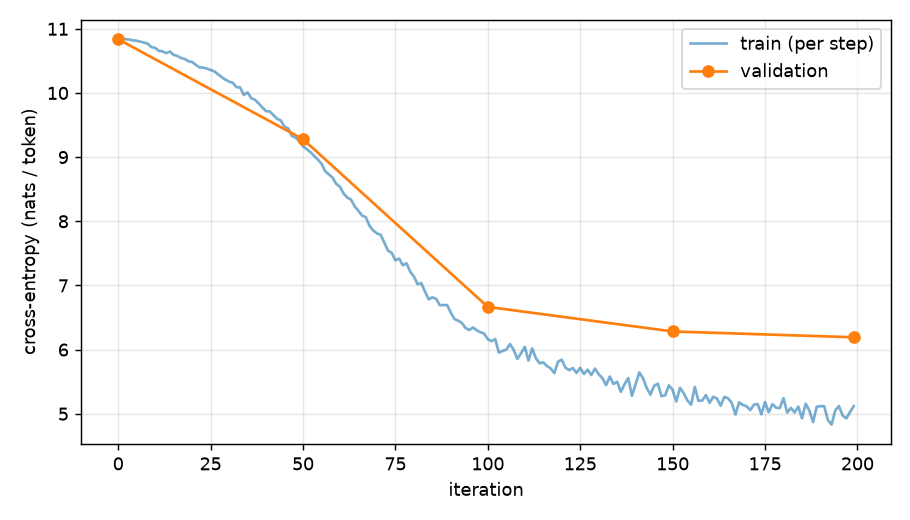 11
10
9
8
7
6
5
cross-entropy (nats / token)
train (per step)
validation
0 25 50 75 100 125 150 175 200
iteration